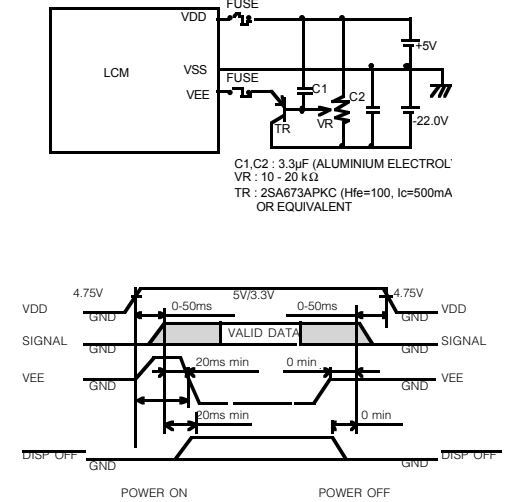 FUSE
VDD
+5V
LCM
VSS
FUSE
C1
C2
VEE
VR
-22.0V
TR
C1,C2 : 3.3µF (ALUMINIUM ELECTROL
VR : 10 - 20 kΩ
TR : 2SA673APKC (Hfe=100, Ic=500mA
OR EQUIVALENT
4.75V
5V/3.3V
4.75V
VDD
0-50ms
0-50ms
VDD
GND
GND
SIGNAL
VALID DATA
SIGNAL
GND
GND
20ms min
0 min
VEE
VEE
GND
GND
20ms min
0 min
DISP OFF
DISP OFF
GND
GND
POWER ON
POWER OFF